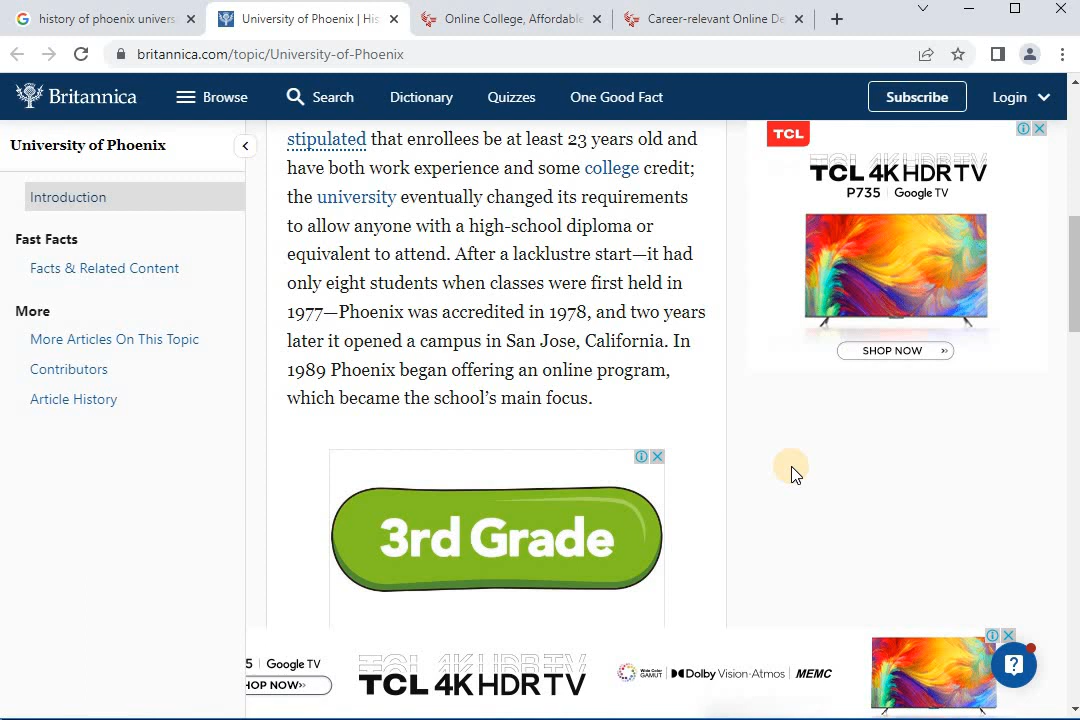 history of phoenix univers
University of Phoenix | His
Online College, Affordable
Career-relevant Online De
britannica.com/topic/University-of-Phoenix
Britannica
Browse
Search
Dictionary
Quizzes
One Good Fact
Subscribe
Login
University of Phoenix
Introduction
Fast Facts
Facts & Related Content
More
More Articles On This Topic
Contributors
Article History
stipulated that enrollees be at least 23 years old and
have both work experience and some college credit;
the university eventually changed its requirements
to allow anyone with a high-school diploma or
equivalent to attend. After a lacklustre start—it had
only eight students when classes were first held in
1977—Phoenix was accredited in 1978, and two years
later it opened a campus in San Jose, California. In
1989 Phoenix began offering an online program,
which became the school's main focus.
3rd Grade
TCL
TCL 4K HDR TV
P735 | Google TV
SHOP NOW »
5 | Google TV
HOP NOW»
TCL 4K HDR TV
Wide Color GAMUT
Dolby Vision·Atmos | MEMC